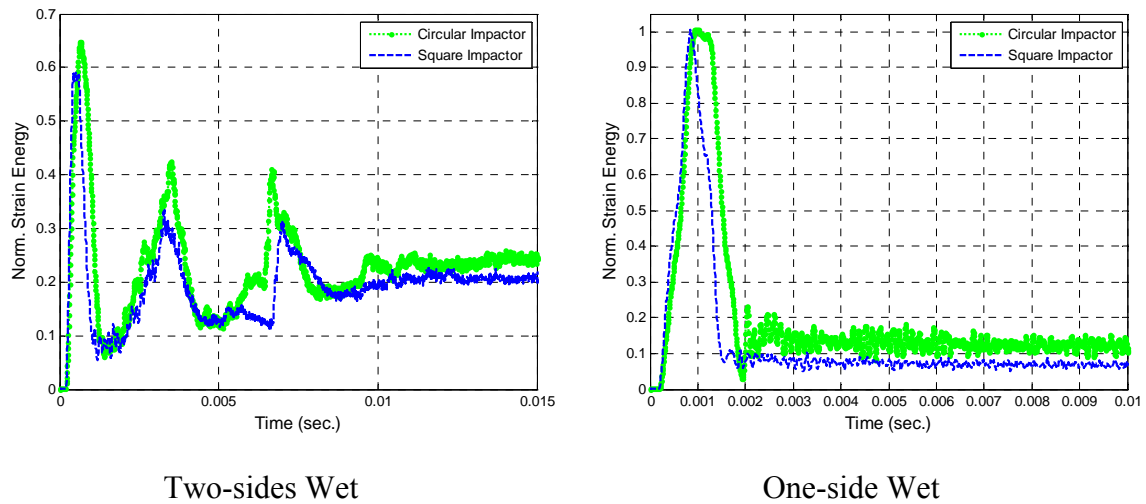 0.7
0.6
0.5
0.4
0.3
0.2
0.1
0
0 0.005 0.01 0.015
Time (sec.)
Norm. Strain Energy
Circular Impactor
Square Impactor
Two-sides Wet
1
0.9
0.8
0.7
0.6
0.5
0.4
0.3
0.2
0.1
0
0 0.001 0.002 0.003 0.004 0.005 0.006 0.007 0.008 0.009 0.01
Time (sec.)
Norm. Strain Energy
Circular Impactor
Square Impactor
One-side Wet